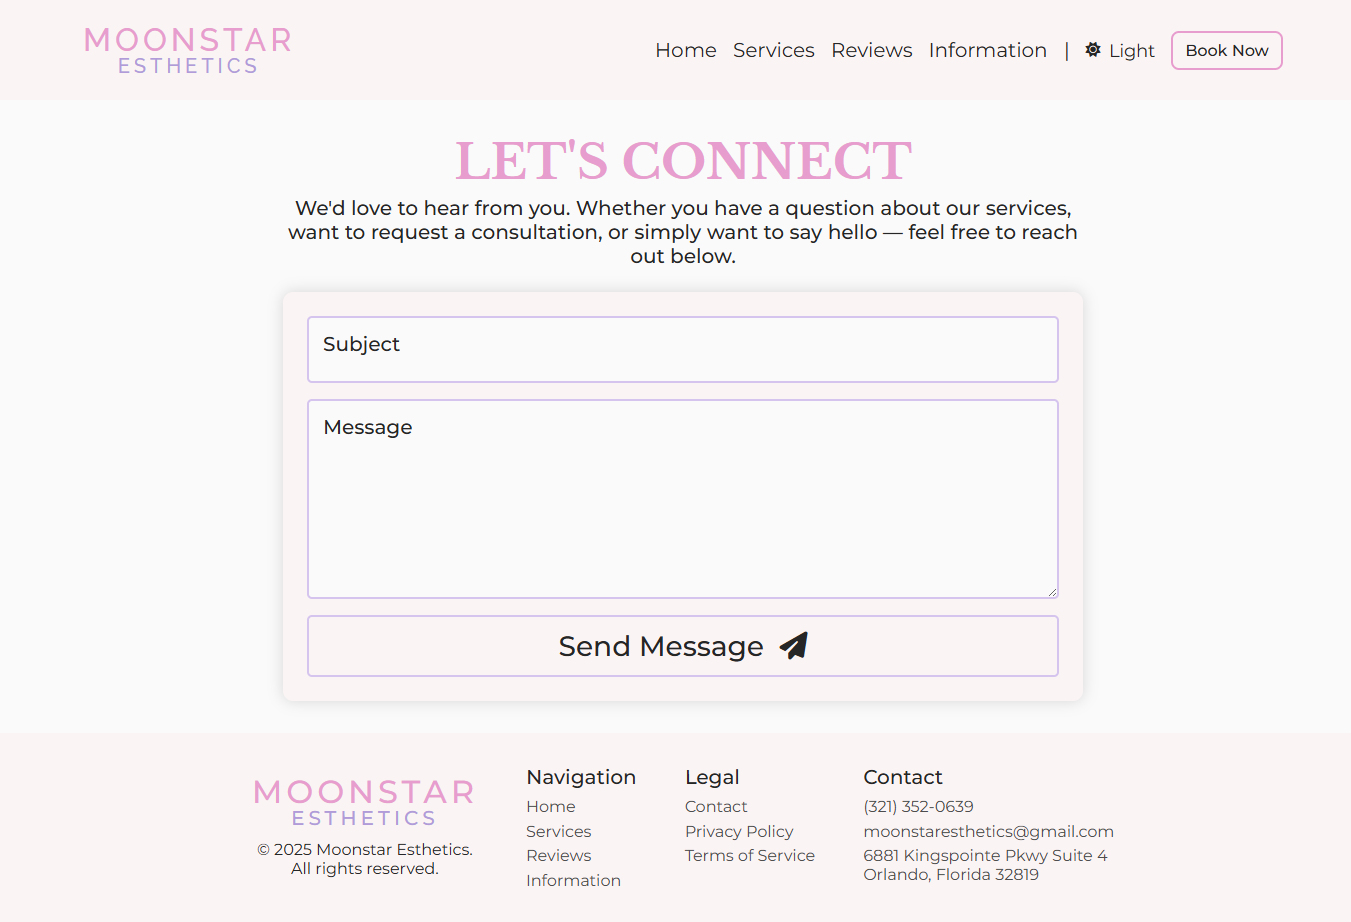 MOONSTAR
ESTHETICS
Home Services Reviews Information | Light Book Now
LET'S CONNECT
We'd love to hear from you. Whether you have a question about our services,
want to request a consultation, or simply want to say hello — feel free to reach
out below.
Subject
Message
Send Message
MOONSTAR
ESTHETICS
© 2025 Moonstar Esthetics.
All rights reserved.
Navigation
Home
Services
Reviews
Information
Legal
Contact
Privacy Policy
Terms of Service
Contact
(321) 352-0639
moonstaresthetics@gmail.com
6881 Kingspointe Pkwy Suite 4
Orlando, Florida 32819